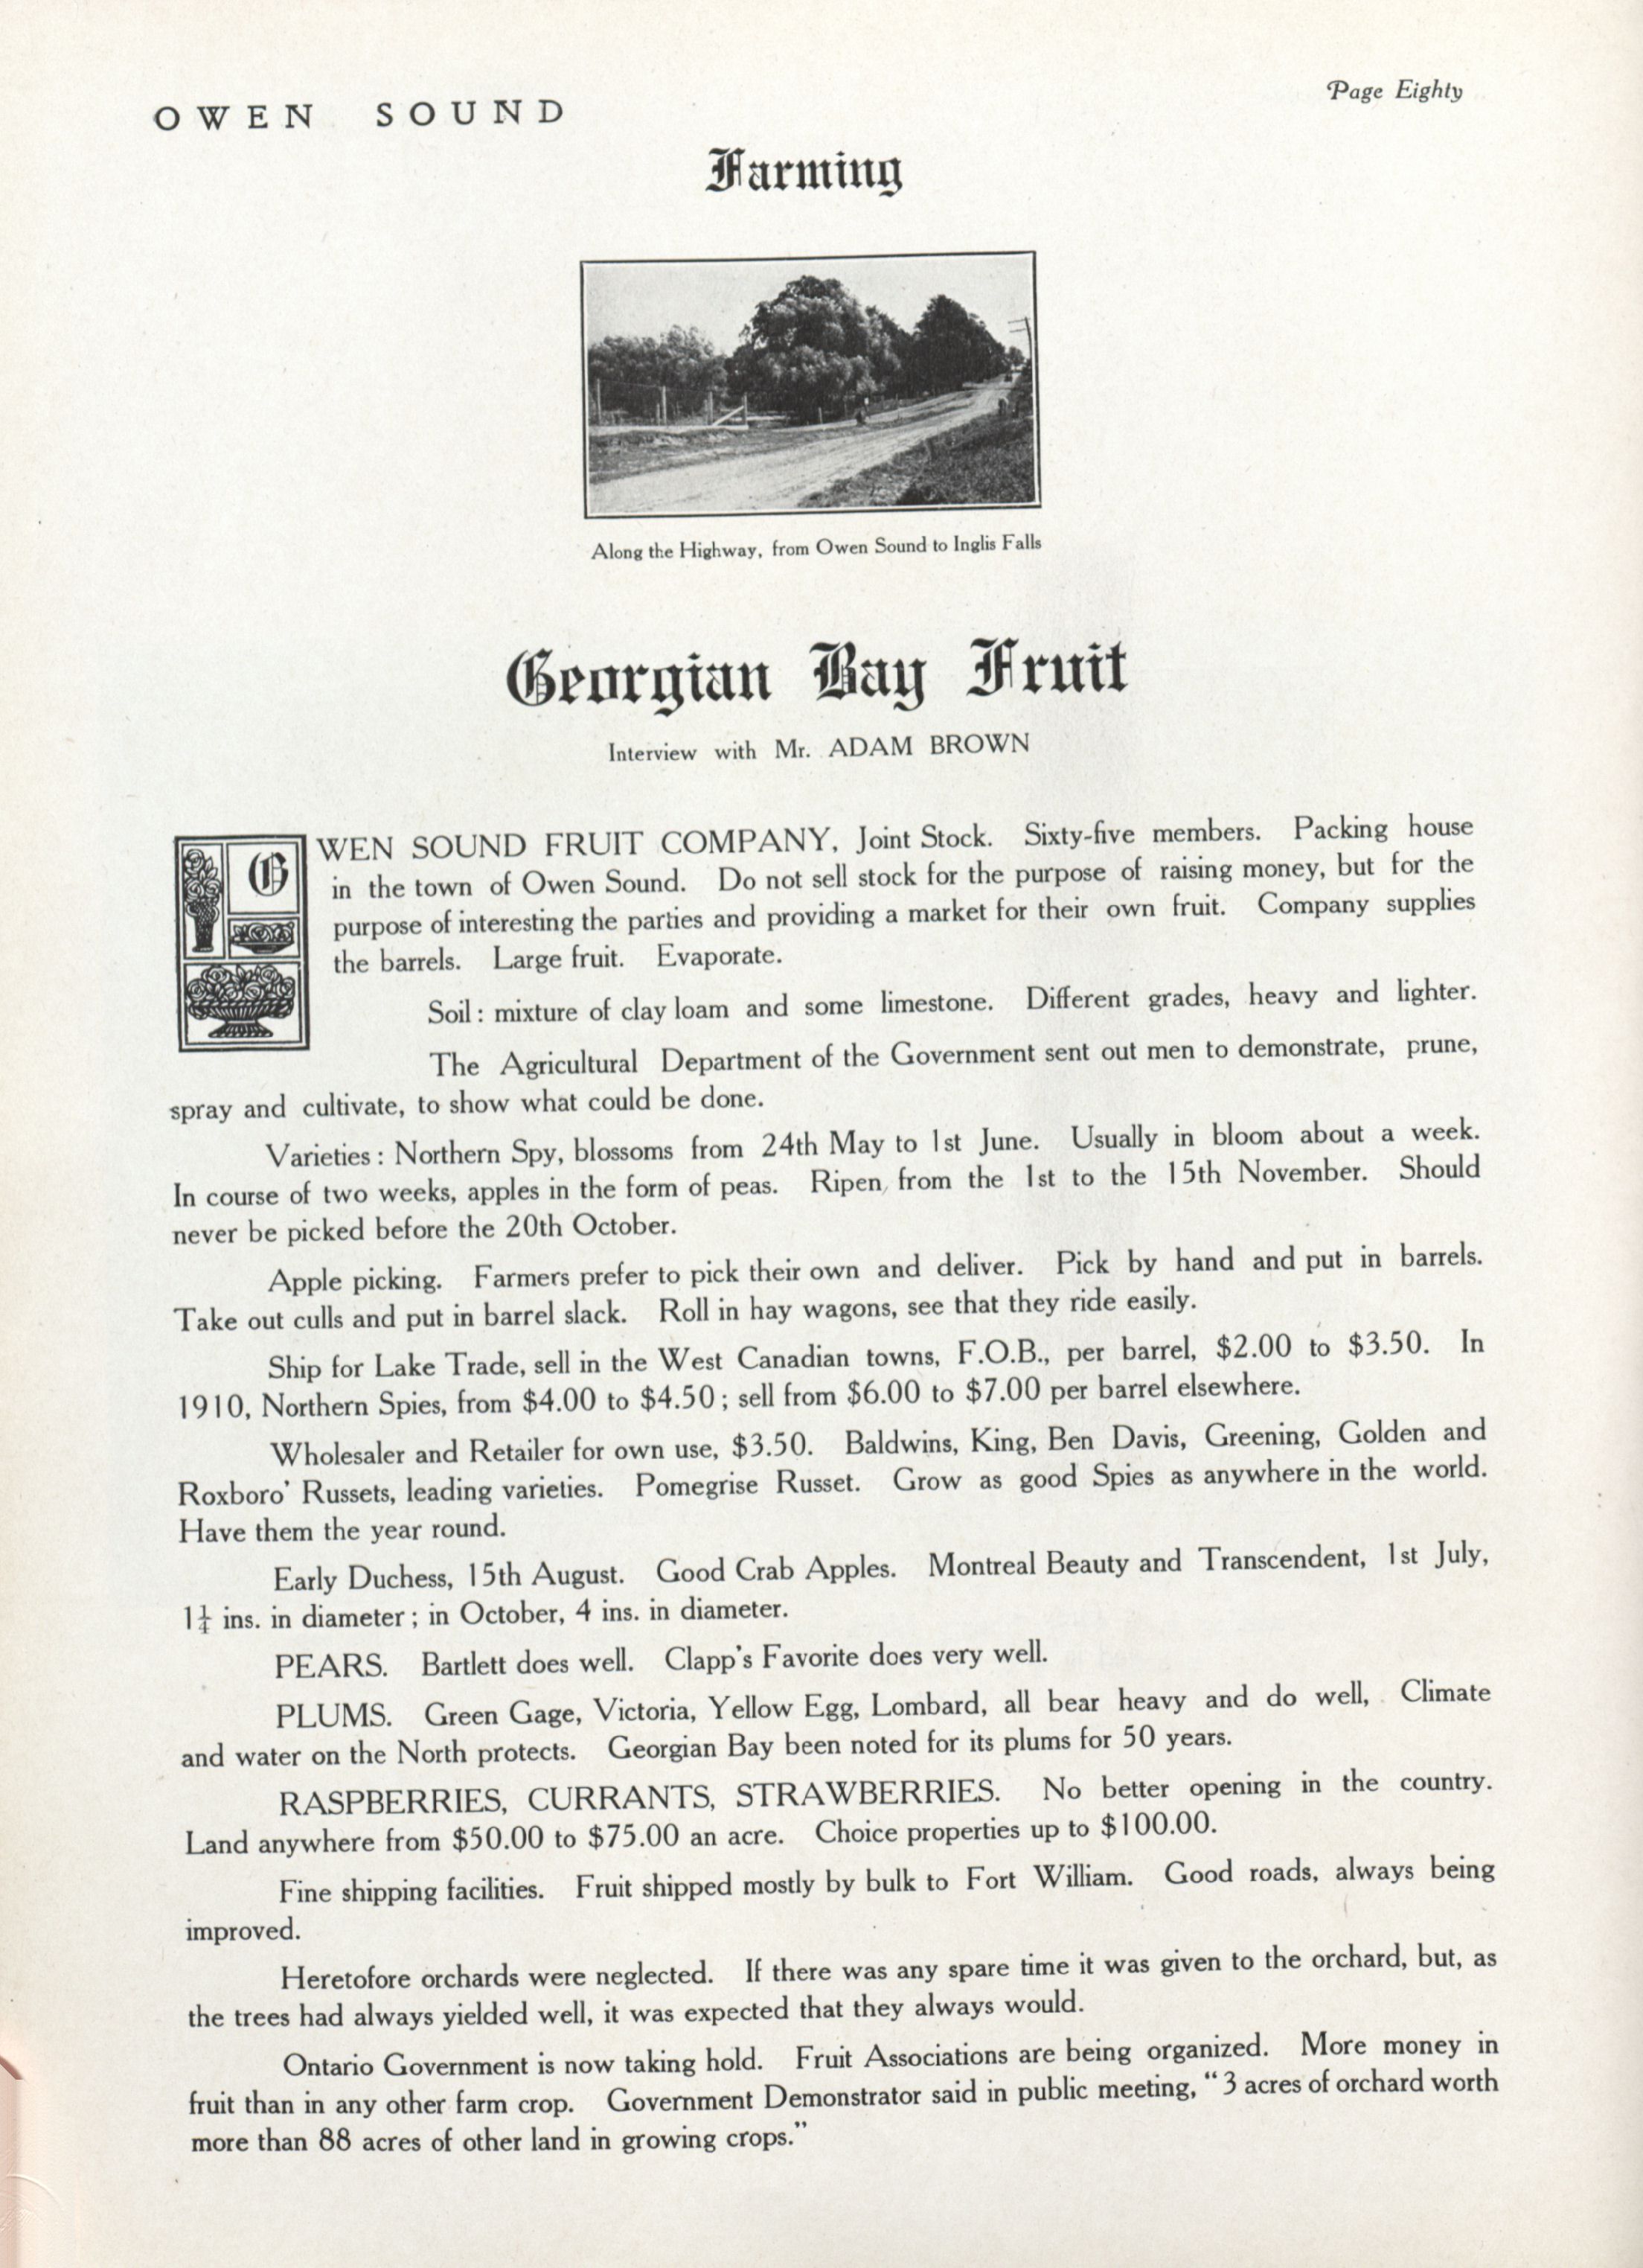 OWEN SOUND
Page Eighty
Farming
Along the Highway, from Owen Sound to Inglis Falls
Georgian Bay Fruit
Interview with Mr. ADAM BROWN
OWEN SOUND FRUIT COMPANY, Joint Stock. Sixty-five members. Packing house
in the town of Owen Sound. Do not sell stock for the purpose of raising money, but for the
purpose of interesting the parties and providing a market for their own fruit. Company supplies
the barrels. Large fruit. Evaporate.
Soil : mixture of clay loam and some limestone. Different grades, heavy and lighter.
The Agricultural Department of the Government sent out men to demonstrate, prune,
spray and cultivate, to show what could be done.
Varieties : Northern Spy, blossoms from 24th May to 1st June. Usually in bloom about a week.
In course of two weeks, apples in the form of peas. Ripen from the 1st to the 15th November. Should
never be picked before the 20th October.
Apple picking. Farmers prefer to pick their own and deliver. Pick by hand and put in barrels.
Take out culls and put in barrel slack. Roll in hay wagons, see that they ride easily.
Ship for Lake Trade, sell in the West Canadian towns, F.O.B., per barrel, $2.00 to $3.50. In
1910, Northern Spies, from $4.00 to $4.50 ; sell from $6.00 to $7.00 per barrel elsewhere.
Wholesaler and Retailer for own use, $3.50. Baldwins, King, Ben Davis, Greening, Golden and
Roxboro' Russets, leading varieties. Pomegrise Russet. Grow as good Spies as anywhere in the world.
Have them the year round.
Early Duchess, 15th August. Good Crab Apples. Montreal Beauty and Transcendent, 1st July,
1¼ ins. in diameter ; in October, 4 ins. in diameter.
PEARS. Bartlett does well. Clapp's Favorite does very well.
PLUMS. Green Gage, Victoria, Yellow Egg, Lombard, all bear heavy and do well, Climate
and water on the North protects. Georgian Bay been noted for its plums for 50 years.
RASPBERRIES, CURRANTS, STRAWBERRIES. No better opening in the country.
Land anywhere from $50.00 to $75.00 an acre. Choice properties up to $100.00.
Fine shipping facilities. Fruit shipped mostly by bulk to Fort William. Good roads, always being
improved.
Heretofore orchards were neglected. If there was any spare time it was given to the orchard, but, as
the trees had always yielded well, it was expected that they always would.
Ontario Government is now taking hold. Fruit Associations are being organized. More money in
fruit than in any other farm crop. Government Demonstrator said in public meeting, "3 acres of orchard worth
more than 88 acres of other land in growing crops."